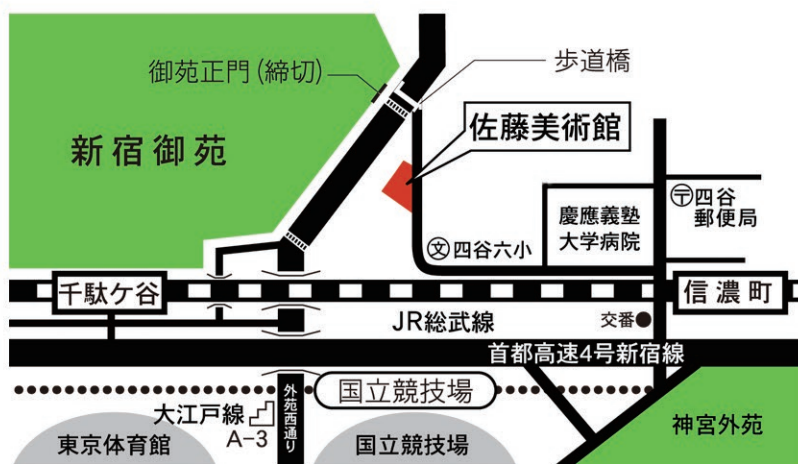 御苑正門(締切)
歩道橋
佐藤美術館
新宿御苑
慶應義塾
大学病院
〒四谷
郵便局
文 四谷六小
千駄ケ谷
信濃町
JR総武線
交番
首都高速4号新宿線
国立競技場
外苑西通り
大江戸線
A-3
東京体育館
国立競技場
神宮外苑